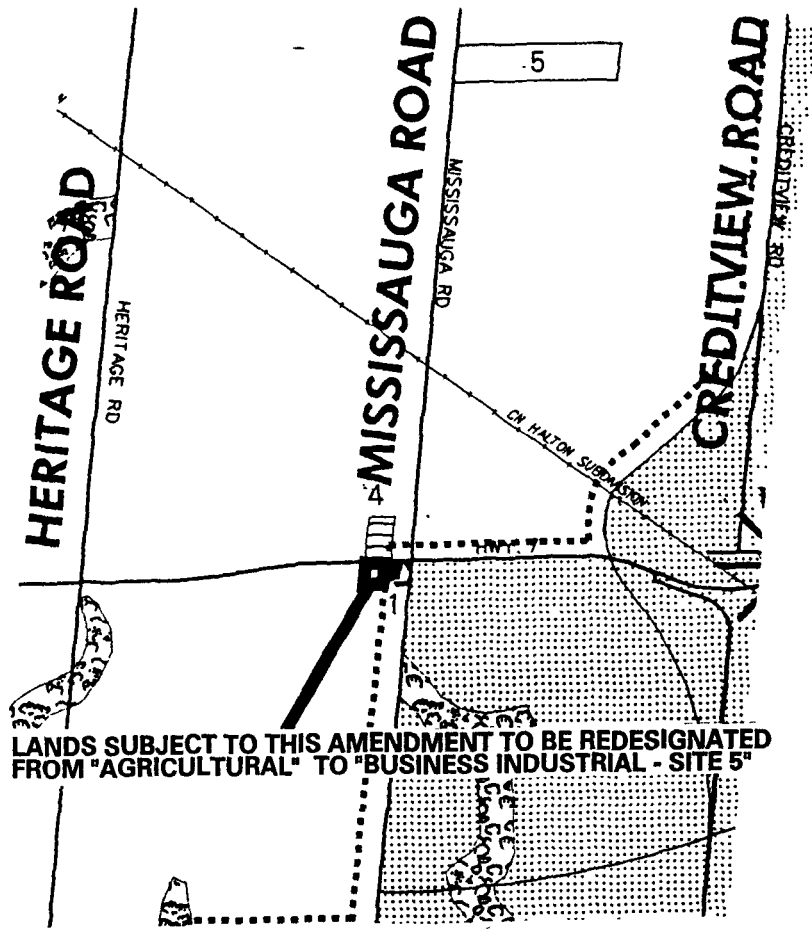 5
HERITAGE ROAD
MISSISSAUGA ROAD
CREDITVIEW ROAD
HERITAGE RD
MISSISSAUGA RD
CREDITVIEW RD
CN HALTON SUBDIVISION
4
HWY. 7
1
LANDS SUBJECT TO THIS AMENDMENT TO BE REDESIGNATED
FROM "AGRICULTURAL" TO "BUSINESS INDUSTRIAL - SITE 5"